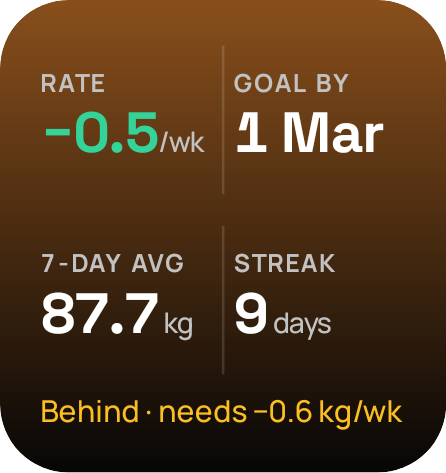 RATE
−0.5/wk
GOAL BY
1 Mar
7-DAY AVG
87.7 kg
STREAK
9 days
Behind · needs −0.6 kg/wk